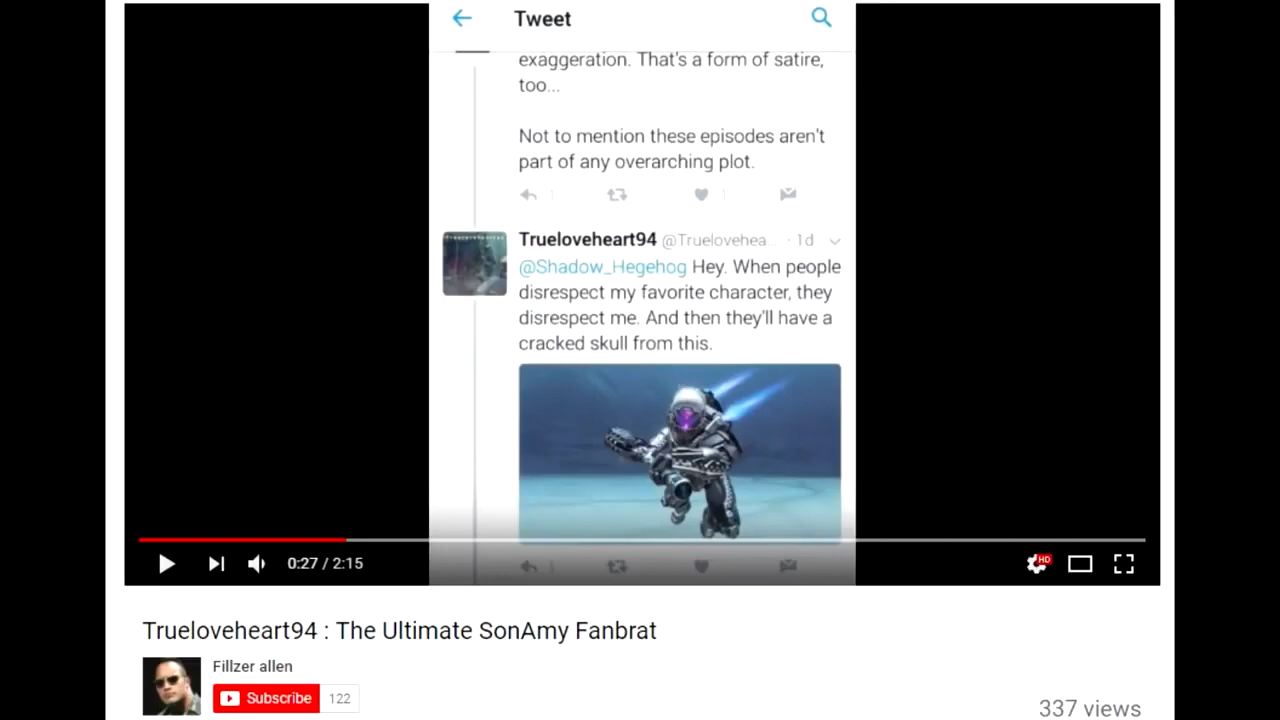 Tweet
exaggeration. That's a form of satire,
too...
Not to mention these episodes aren't
part of any overarching plot.
1
1
Trueloveheart94 @Truelovehea... · 1d
@Shadow_Hegehog Hey. When people
disrespect my favorite character, they
disrespect me. And then they'll have a
cracked skull from this.
1
0:27 / 2:15
HD
Trueloveheart94 : The Ultimate SonAmy Fanbrat
Fillzer allen
Subscribe 122
337 views